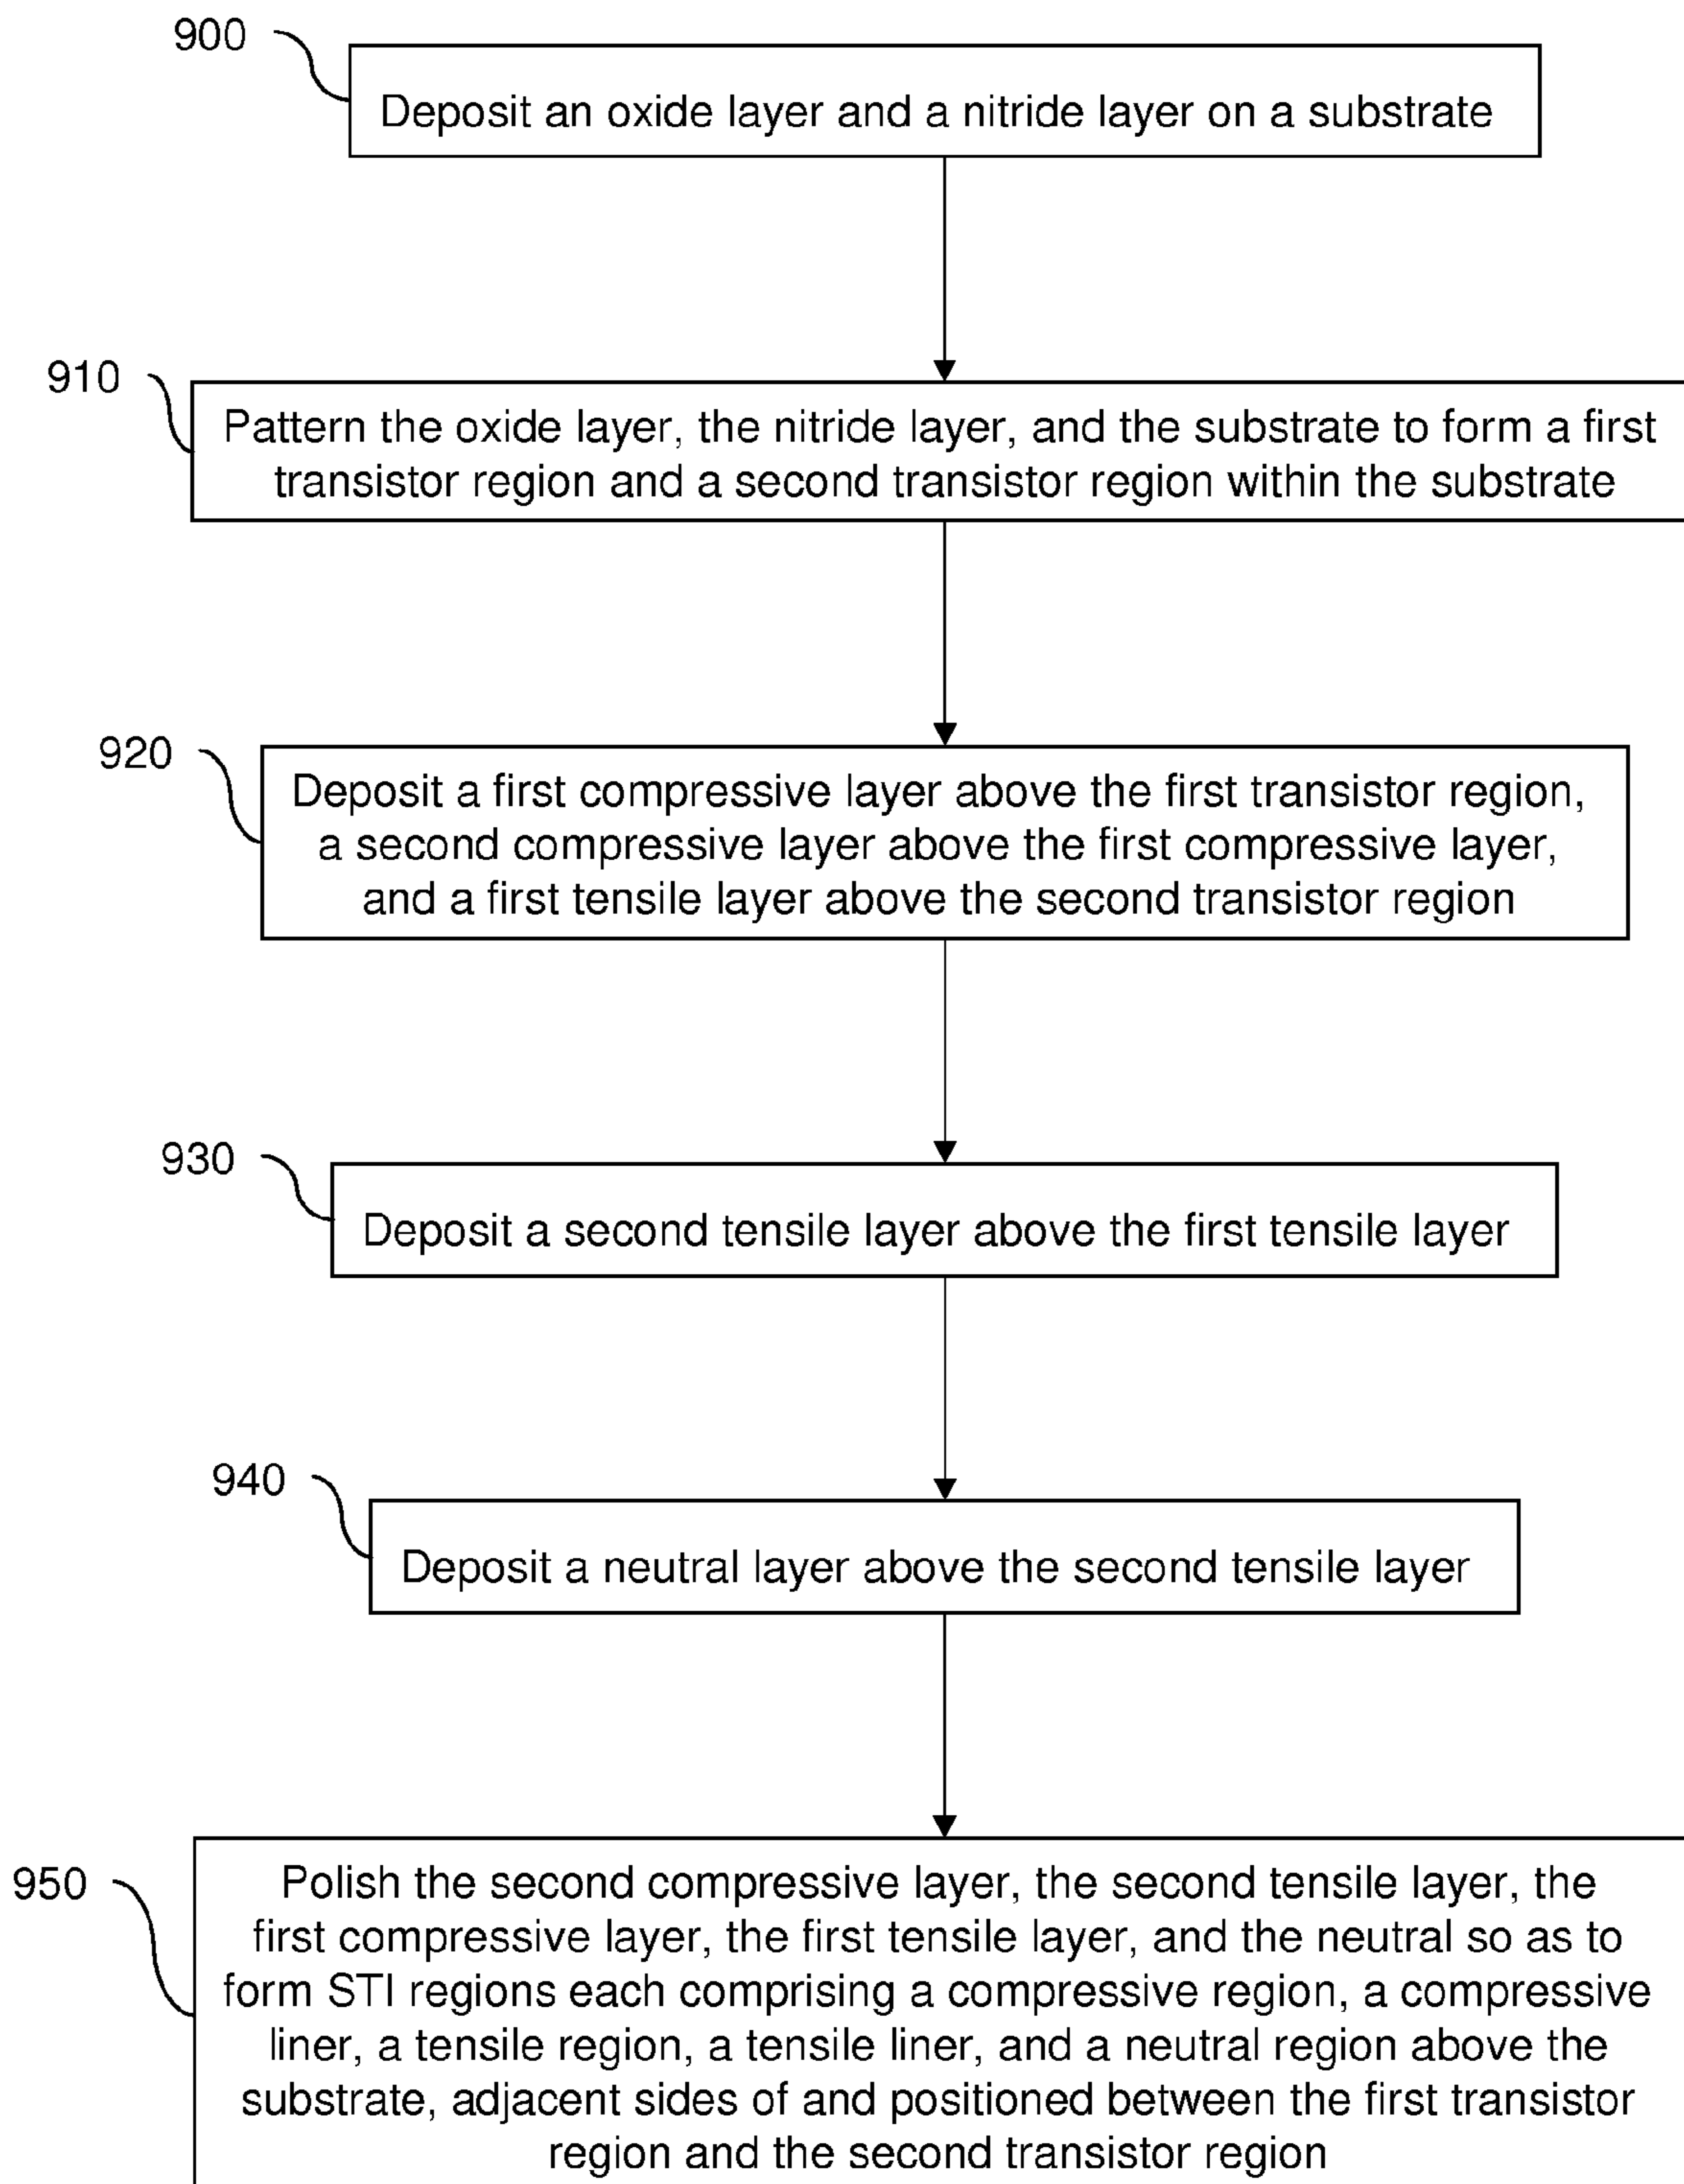 900
Deposit an oxide layer and a nitride layer on a substrate
910
Pattern the oxide layer, the nitride layer, and the substrate to form a first
transistor region and a second transistor region within the substrate
920
Deposit a first compressive layer above the first transistor region,
a second compressive layer above the first compressive layer,
and a first tensile layer above the second transistor region
930
Deposit a second tensile layer above the first tensile layer
940
Deposit a neutral layer above the second tensile layer
950
Polish the second compressive layer, the second tensile layer, the
first compressive layer, the first tensile layer, and the neutral so as to
form STI regions each comprising a compressive region, a compressive
liner, a tensile region, a tensile liner, and a neutral region above the
substrate, adjacent sides of and positioned between the first transistor
region and the second transistor region